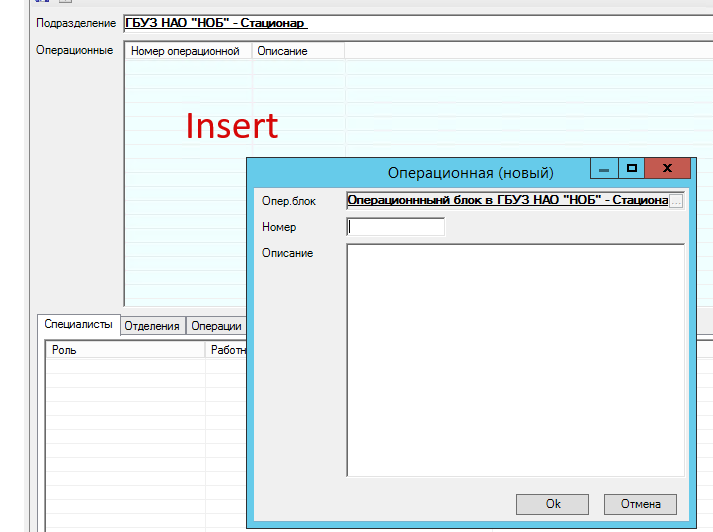 Подразделение ГБУЗ НАО "НОБ" - Стационар
Операционные Номер операционной Описание
Insert
Операционная (новый)
Опер.блок Операционнный блок в ГБУЗ НАО "НОБ" - Стациона ...
Номер
Описание
Специалисты Отделения Операции
Роль Работн
Ok Отмена